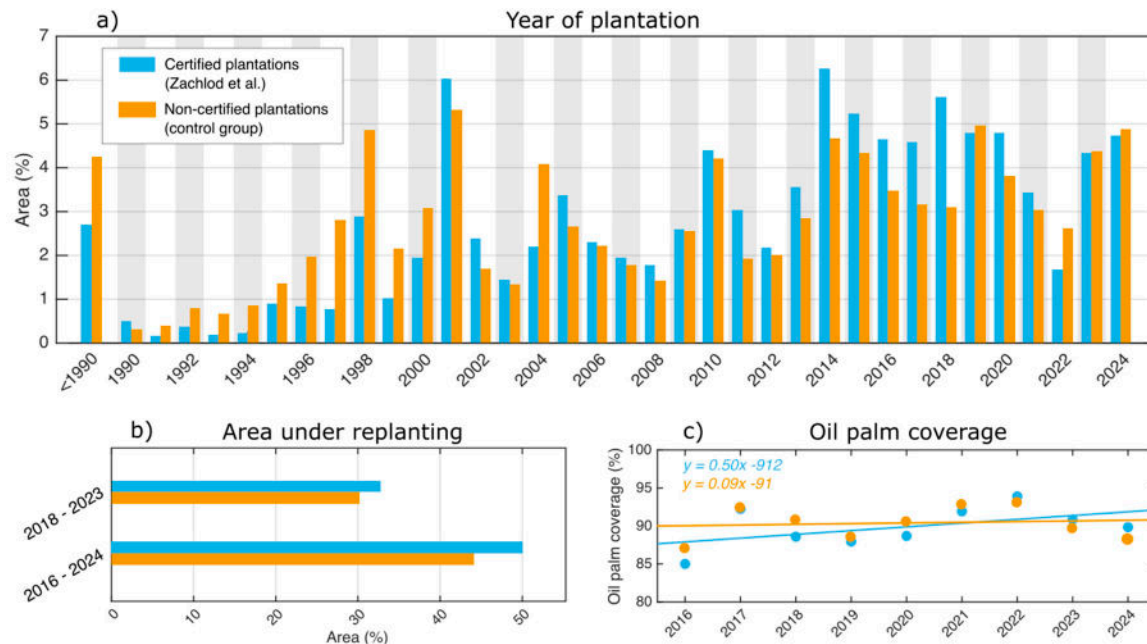 a)
Year of plantation
Certified plantations
(Zachlod et al.)
Non-certified plantations
(control group)
Area (%)
7
6
5
4
3
2
1
0
<1990
1990
1992
1994
1996
1998
2000
2002
2004
2006
2008
2010
2012
2014
2016
2018
2020
2022
2024
b)
Area under replanting
2018 - 2023
2016 - 2024
0
10
20
30
40
50
Area (%)
c)
Oil palm coverage
Oil palm coverage (%)
100
95
90
85
80
y = 0.50x -912
y = 0.09x -91
2016
2017
2018
2019
2020
2021
2022
2023
2024